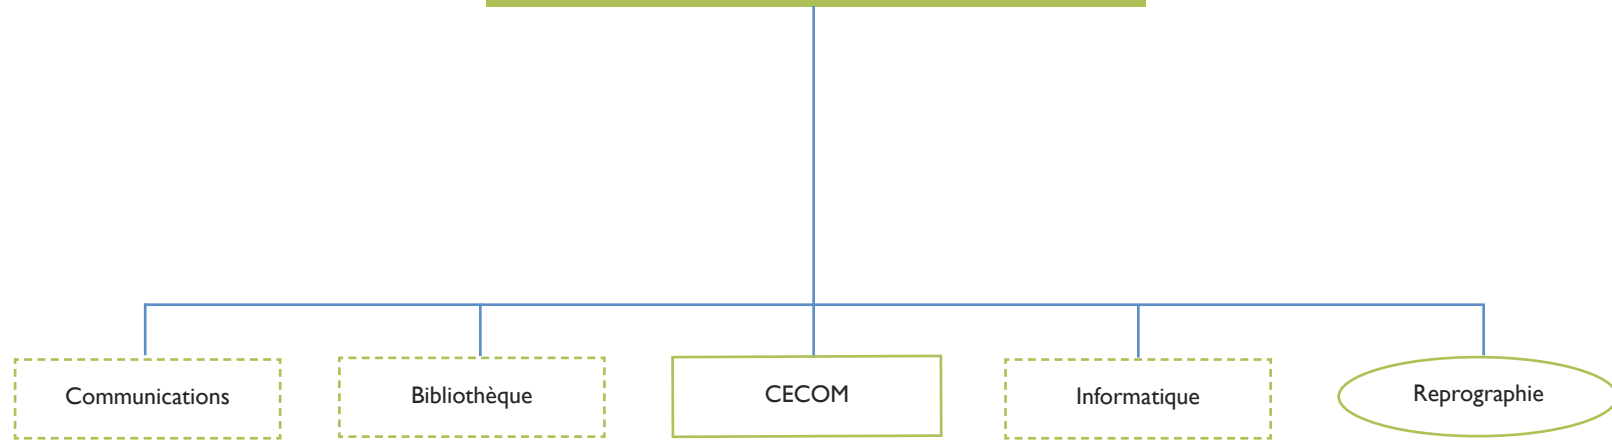 Communications
Bibliothèque
CECOM
Informatique
Reprographie